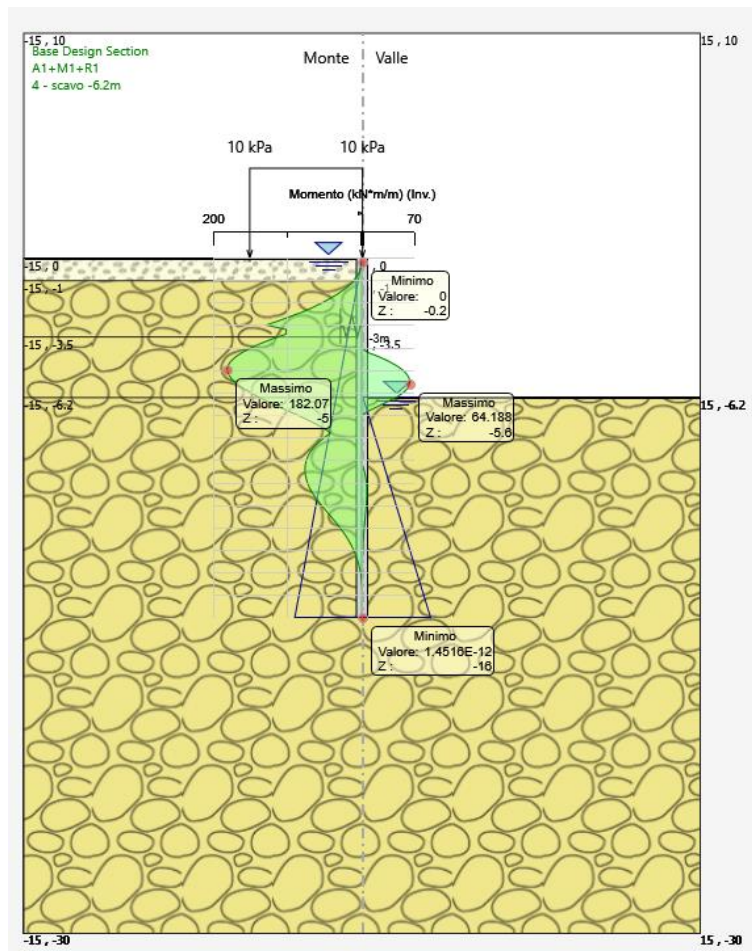 -15 , 10
15 , 10
Base Design Section
A1+M1+R1
4 - scavo -6.2m
Monte
Valle
10 kPa
10 kPa
Momento (kN*m/m) (Inv.)
200
70
-15, 0
, 0
-15 , -1
Minimo
Valore: 0
Z : -0.2
-3m
-15 , -3.5
, -3.5
Massimo
Valore: 182.07
Z : -5
Massimo
Valore: 64.188
Z : -5.6
-15 , -6.2
15 , -6.2
Minimo
Valore: 1.4516E-12
Z : -16
-15 , -30
15 , -30